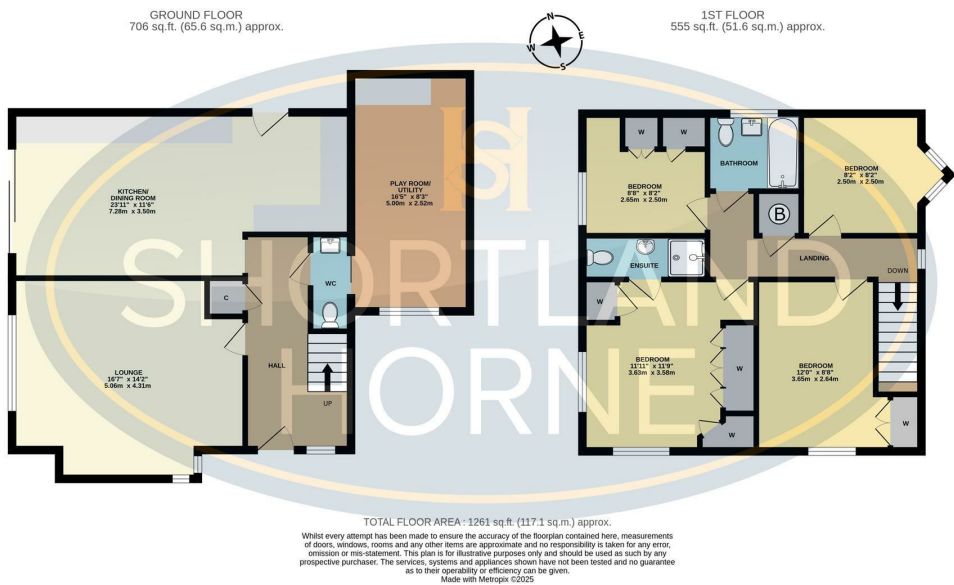 GROUND FLOOR
706 sq.ft. (65.6 sq.m.) approx.
1ST FLOOR
555 sq.ft. (51.6 sq.m.) approx.
N
E
S
W
KITCHEN/
DINING ROOM
23'11" x 11'6"
7.28m x 3.50m
PLAY ROOM/
UTILITY
16'5" x 8'3"
5.00m x 2.52m
WC
C
HALL
UP
LOUNGE
16'7" x 14'2"
5.06m x 4.31m
W
W
BATHROOM
BEDROOM
8'8" x 8'2"
2.65m x 2.50m
BEDROOM
8'2" x 8'2"
2.50m x 2.50m
B
ENSUITE
LANDING
DOWN
W
BEDROOM
11'11" x 11'9"
3.63m x 3.58m
W
W
BEDROOM
12'0" x 8'8"
3.65m x 2.64m
W
SH
SHORTLAND
HORNE
TOTAL FLOOR AREA : 1261 sq.ft. (117.1 sq.m.) approx.
Whilst every attempt has been made to ensure the accuracy of the floorplan contained here, measurements
of doors, windows, rooms and any other items are approximate and no responsibility is taken for any error,
omission or mis-statement. This plan is for illustrative purposes only and should be used as such by any
prospective purchaser. The services, systems and appliances shown have not been tested and no guarantee
as to their operability or efficiency can be given.
Made with Metropix ©2025